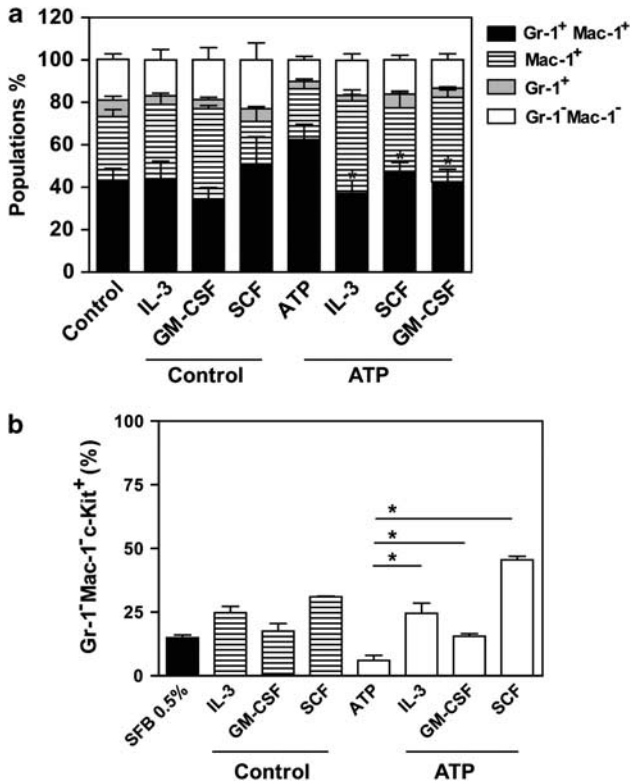 a
Populations %
120
100
80
60
40
20
0
Gr-1⁺ Mac-1⁺
Mac-1⁺
Gr-1⁺
Gr-1⁻Mac-1⁻
*
*
*
Control
IL-3
GM-CSF
SCF
ATP
IL-3
SCF
GM-CSF
Control
ATP
b
Gr-1⁻Mac-1⁻c-Kit⁺ (%)
100
75
50
25
0
*
*
*
SFB 0.5%
IL-3
GM-CSF
SCF
ATP
IL-3
GM-CSF
SCF
Control
ATP